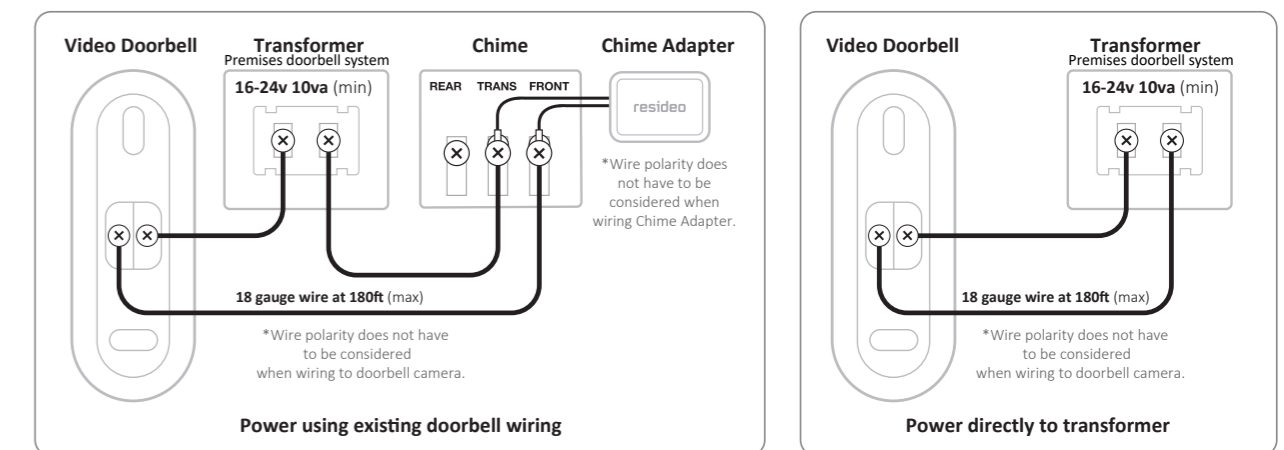 Video Doorbell
Transformer
Premises doorbell system
16-24v 10va (min)
Chime
REAR TRANS FRONT
Chime Adapter
resideo
*Wire polarity does
not have to be
considered when
wiring Chime Adapter.
18 gauge wire at 180ft (max)
*Wire polarity does not have
to be considered
when wiring to doorbell camera.
Power using existing doorbell wiring
Video Doorbell
Transformer
Premises doorbell system
16-24v 10va (min)
18 gauge wire at 180ft (max)
*Wire polarity does not have
to be considered
when wiring to doorbell camera.
Power directly to transformer